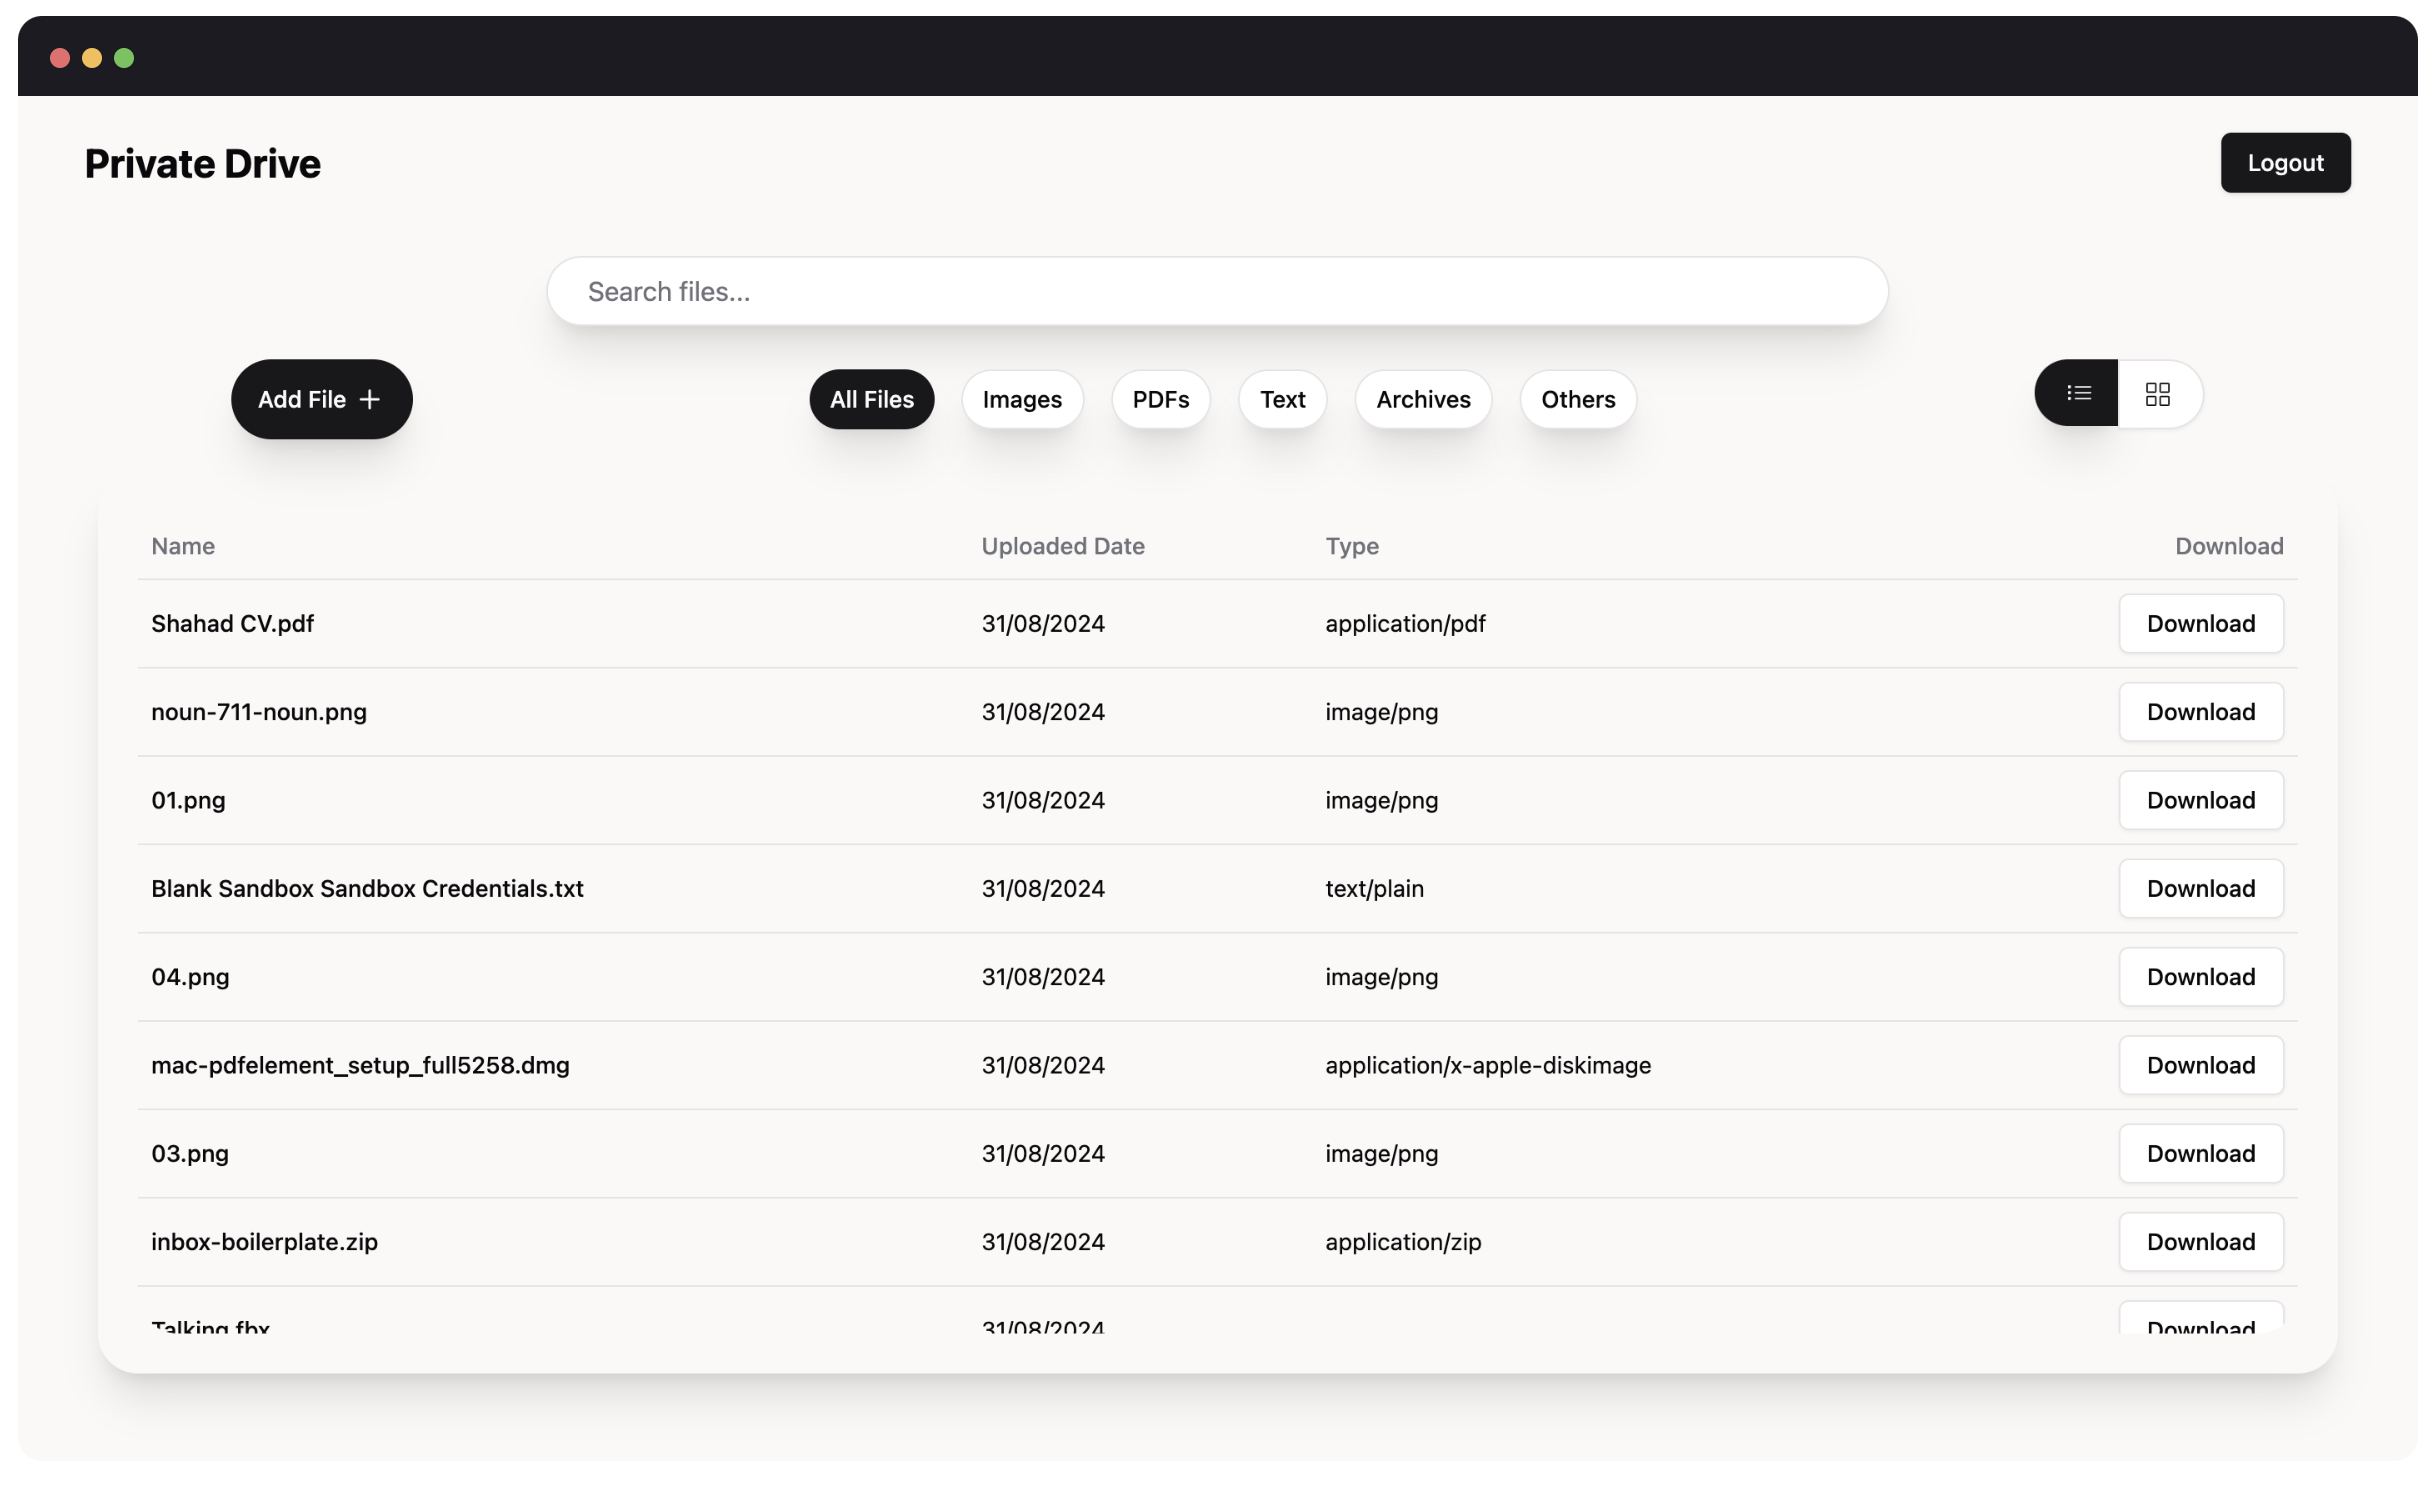 Private Drive
Logout
Search files...
Add File +
All Files Images PDFs Text Archives Others
Name Uploaded Date Type Download
Shahad CV.pdf 31/08/2024 application/pdf Download
noun-711-noun.png 31/08/2024 image/png Download
01.png 31/08/2024 image/png Download
Blank Sandbox Sandbox Credentials.txt 31/08/2024 text/plain Download
04.png 31/08/2024 image/png Download
mac-pdfelement_setup_full5258.dmg 31/08/2024 application/x-apple-diskimage Download
03.png 31/08/2024 image/png Download
inbox-boilerplate.zip 31/08/2024 application/zip Download
Talking.fbx 31/08/2024 Download